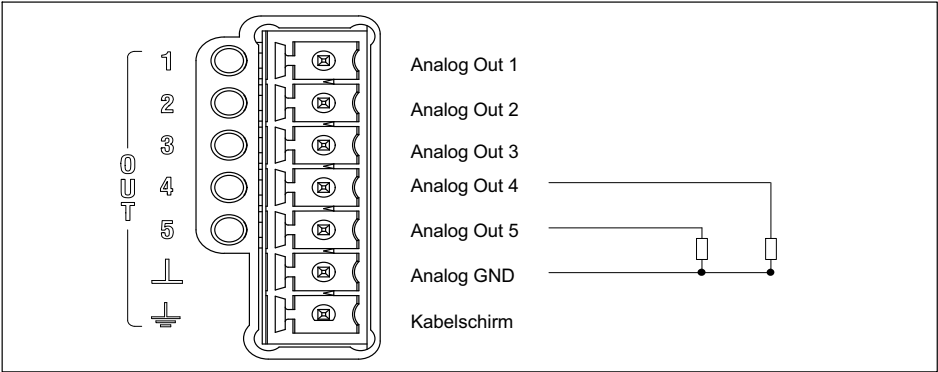 1 Analog Out 1
2 Analog Out 2
3 Analog Out 3
4 Analog Out 4
5 Analog Out 5
Analog GND
Kabelschirm
OUT